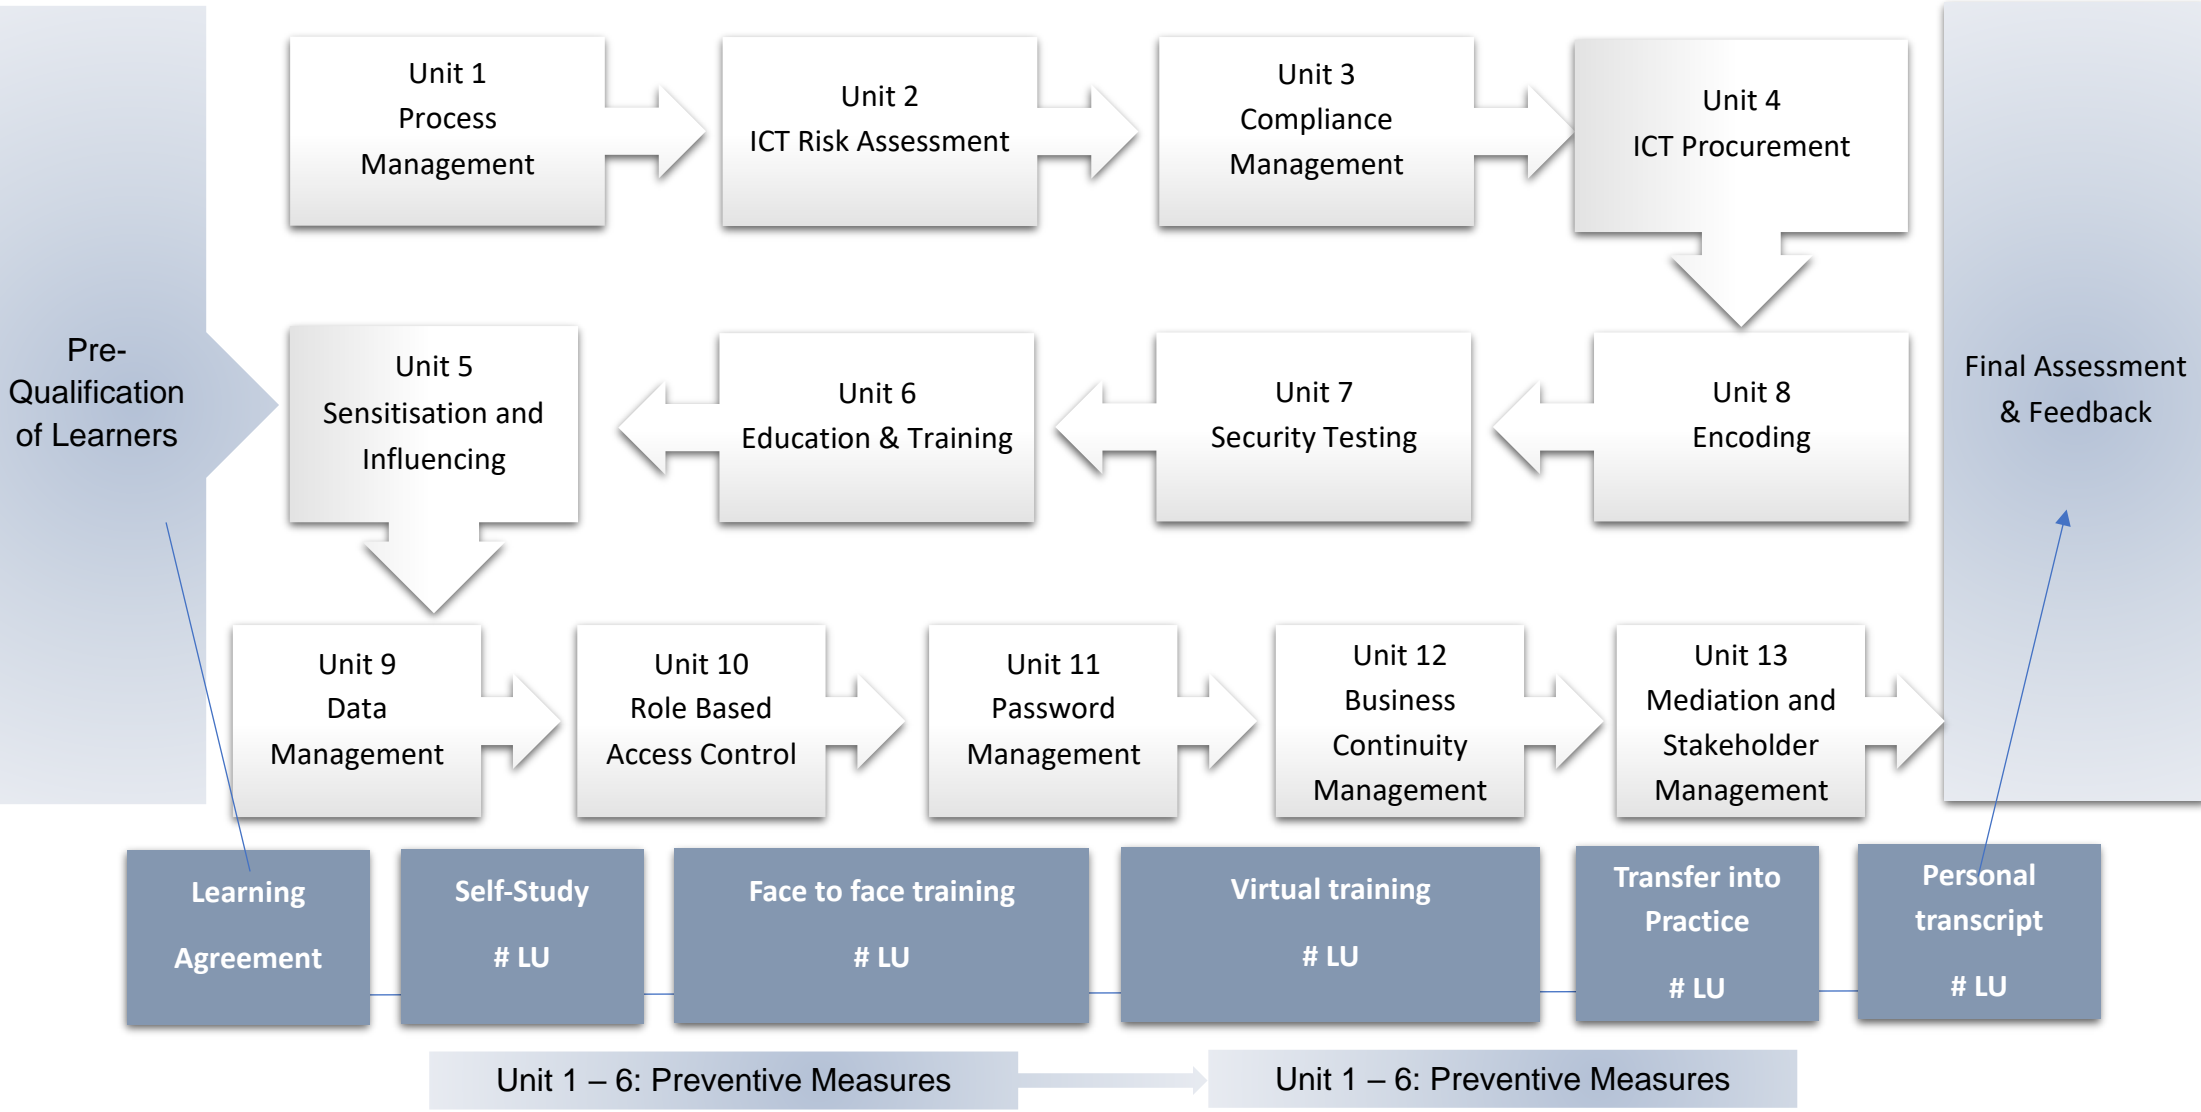 Unit 1
Process
Management
Unit 2
ICT Risk Assessment
Unit 3
Compliance
Management
Unit 4
ICT Procurement
Pre-
Qualification
of Learners
Unit 5
Sensitisation and
Influencing
Unit 6
Education & Training
Unit 7
Security Testing
Unit 8
Encoding
Final Assessment
& Feedback
Unit 9
Data
Management
Unit 10
Role Based
Access Control
Unit 11
Password
Management
Unit 12
Business
Continuity
Management
Unit 13
Mediation and
Stakeholder
Management
Learning
Agreement
Self-Study
# LU
Face to face training
# LU
Virtual training
# LU
Transfer into
Practice
# LU
Personal
transcript
# LU
Unit 1 – 6: Preventive Measures
Unit 1 – 6: Preventive Measures